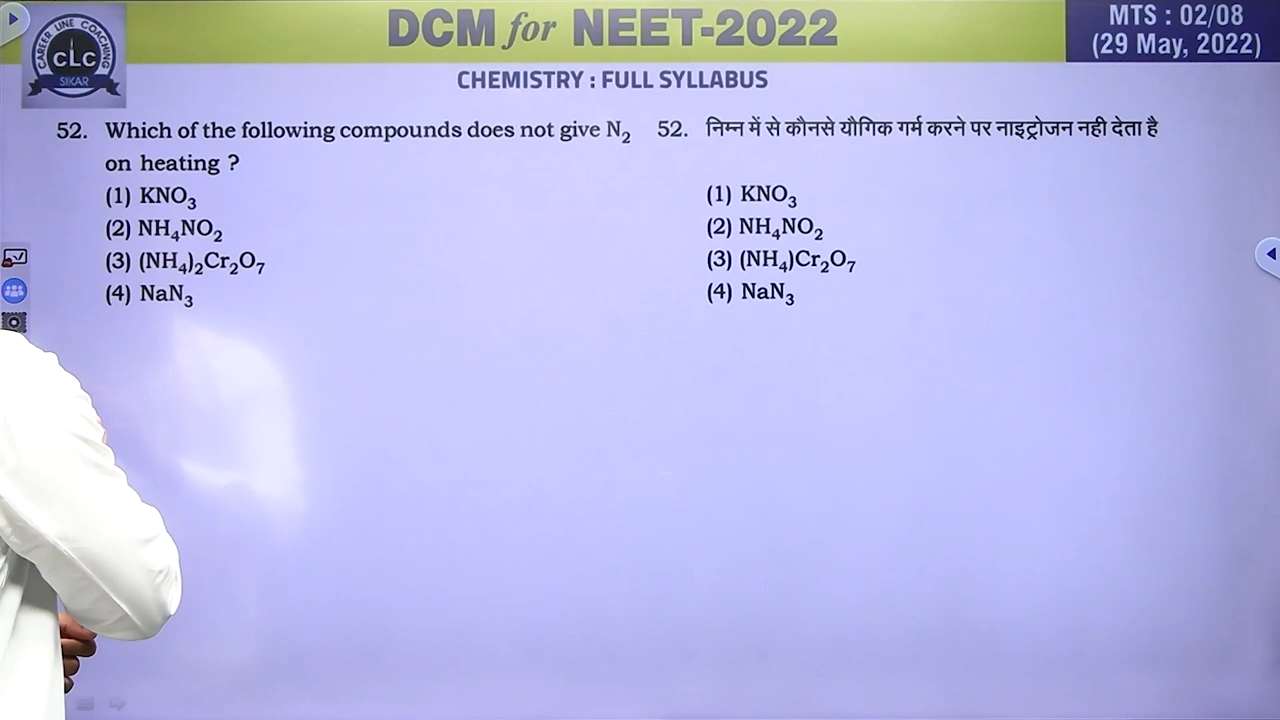 DCM for NEET-2022
MTS : 02/08
(29 May, 2022)
CAREER LINE COACHING
CLC
SIKAR
CHEMISTRY : FULL SYLLABUS
52. Which of the following compounds does not give N₂
on heating ?
(1) KNO₃
(2) NH₄NO₂
(3) (NH₄)₂Cr₂O₇
(4) NaN₃
52. निम्न में से कौनसे यौगिक गर्म करने पर नाइट्रोजन नही देता है
(1) KNO₃
(2) NH₄NO₂
(3) (NH₄)Cr₂O₇
(4) NaN₃